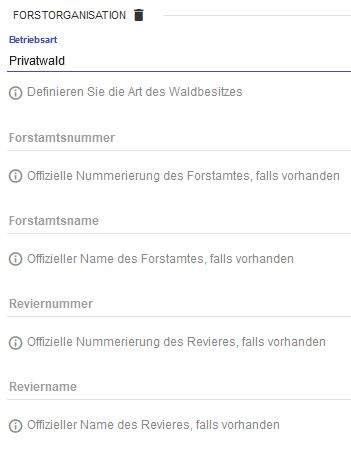 FORSTORGANISATION
Betriebsart
Privatwald
Definieren Sie die Art des Waldbesitzes
Forstamtsnummer
Offizielle Nummerierung des Forstamtes, falls vorhanden
Forstamtsname
Offizieller Name des Forstamtes, falls vorhanden
Reviernummer
Offizielle Nummerierung des Revieres, falls vorhanden
Reviername
Offizieller Name des Revieres, falls vorhanden